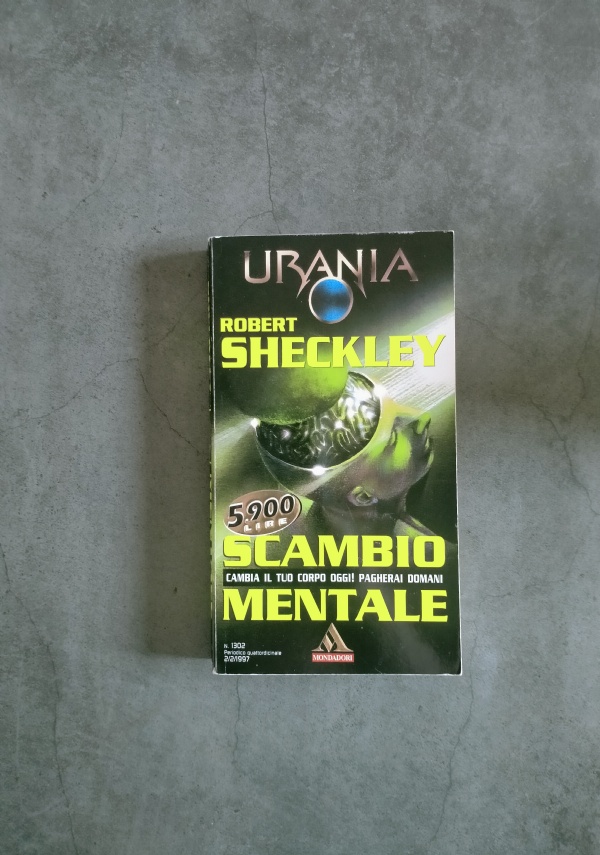 URANIA
ROBERT
SHECKLEY
5.900
LIRE
SCAMBIO
CAMBIA IL TUO CORPO OGGI! PAGHERAI DOMANI
MENTALE
N. 1302
Periodico quattordicinale
2/2/1997
MONDADORI